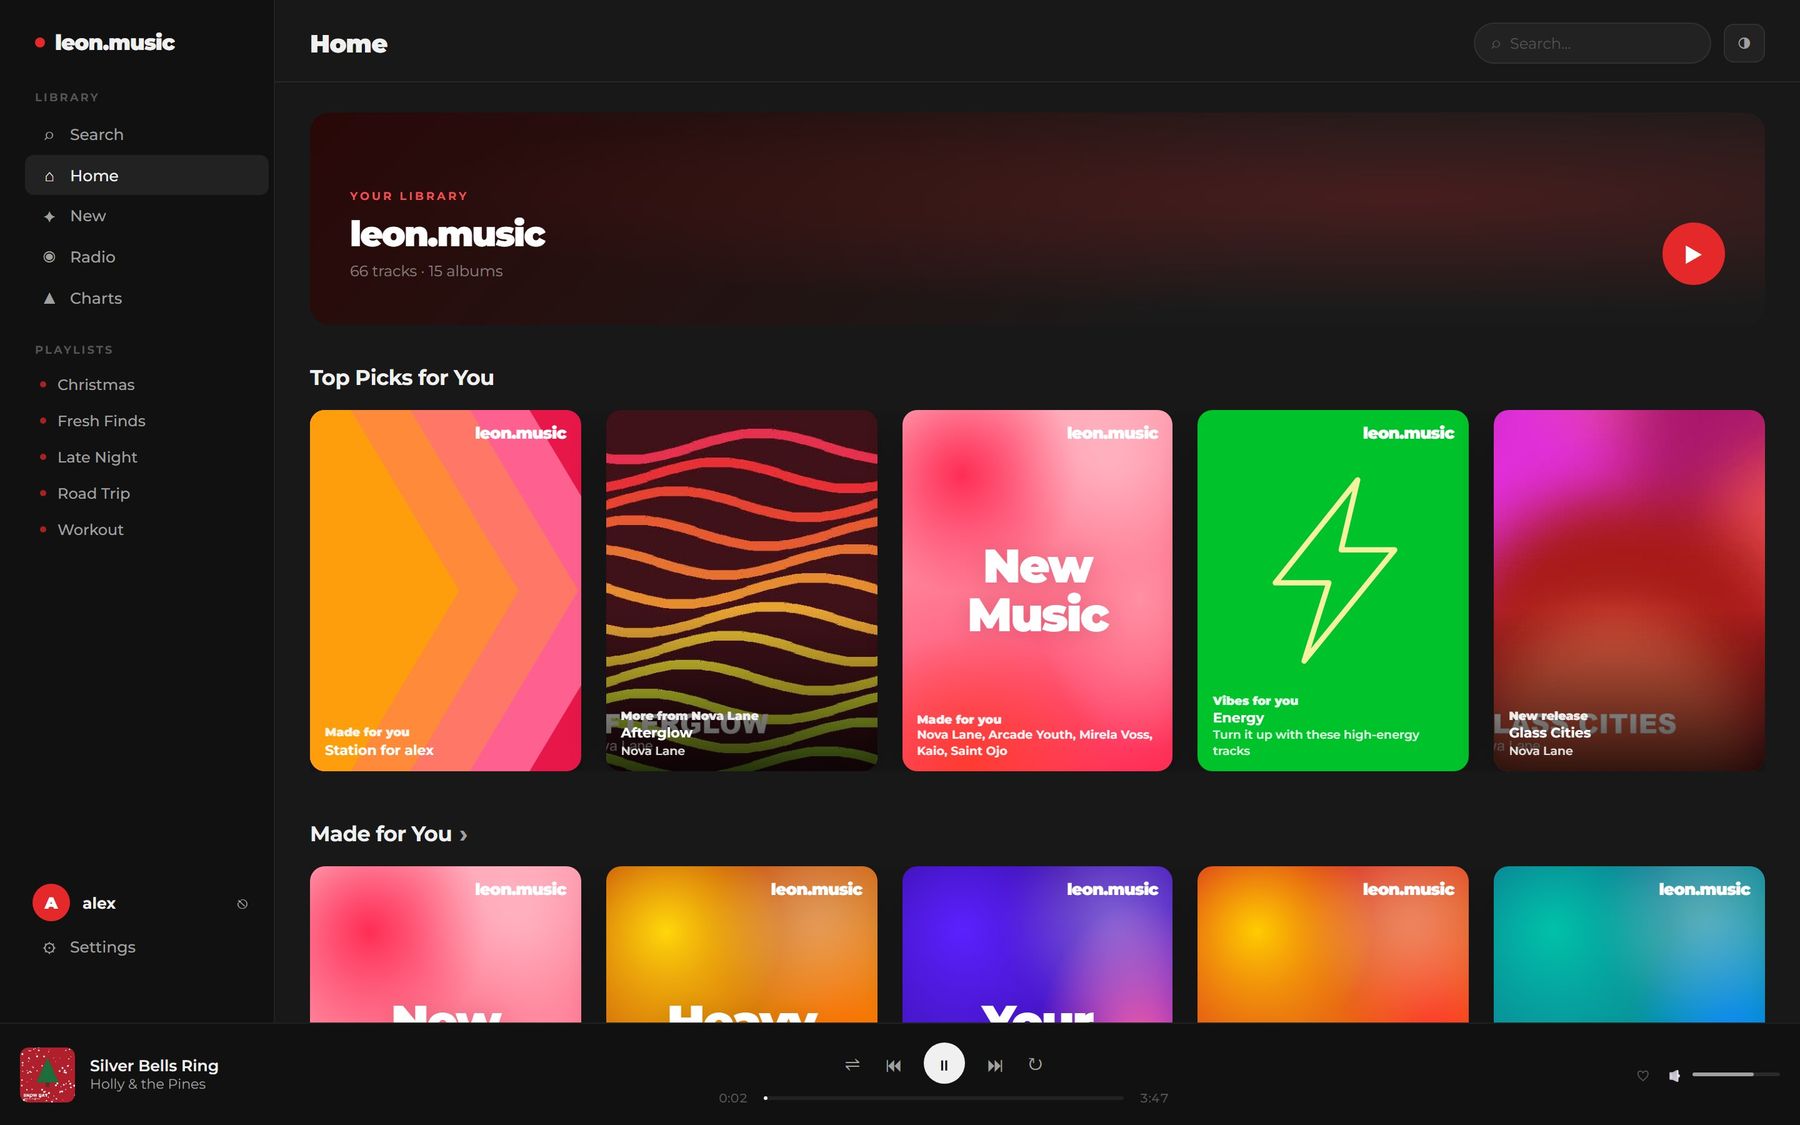 leon.music
LIBRARY
Search
Home
New
Radio
Charts
PLAYLISTS
Christmas
Fresh Finds
Late Night
Road Trip
Workout
alex
A
Settings
Home
Search...
YOUR LIBRARY
leon.music
66 tracks · 15 albums
Top Picks for You
leon.music
Made for you
Station for alex
More from Nova Lane
Afterglow
Nova Lane
leon.music
New
Music
Made for you
Nova Lane, Arcade Youth, Mirela Voss,
Kaio, Saint Ojo
leon.music
Vibes for you
Energy
Turn it up with these high-energy
tracks
New release
Glass Cities
Nova Lane
Made for You ›
leon.music
New
leon.music
Heavy
leon.music
Your
leon.music
leon.music
Silver Bells Ring
Holly & the Pines
0:02
3:47